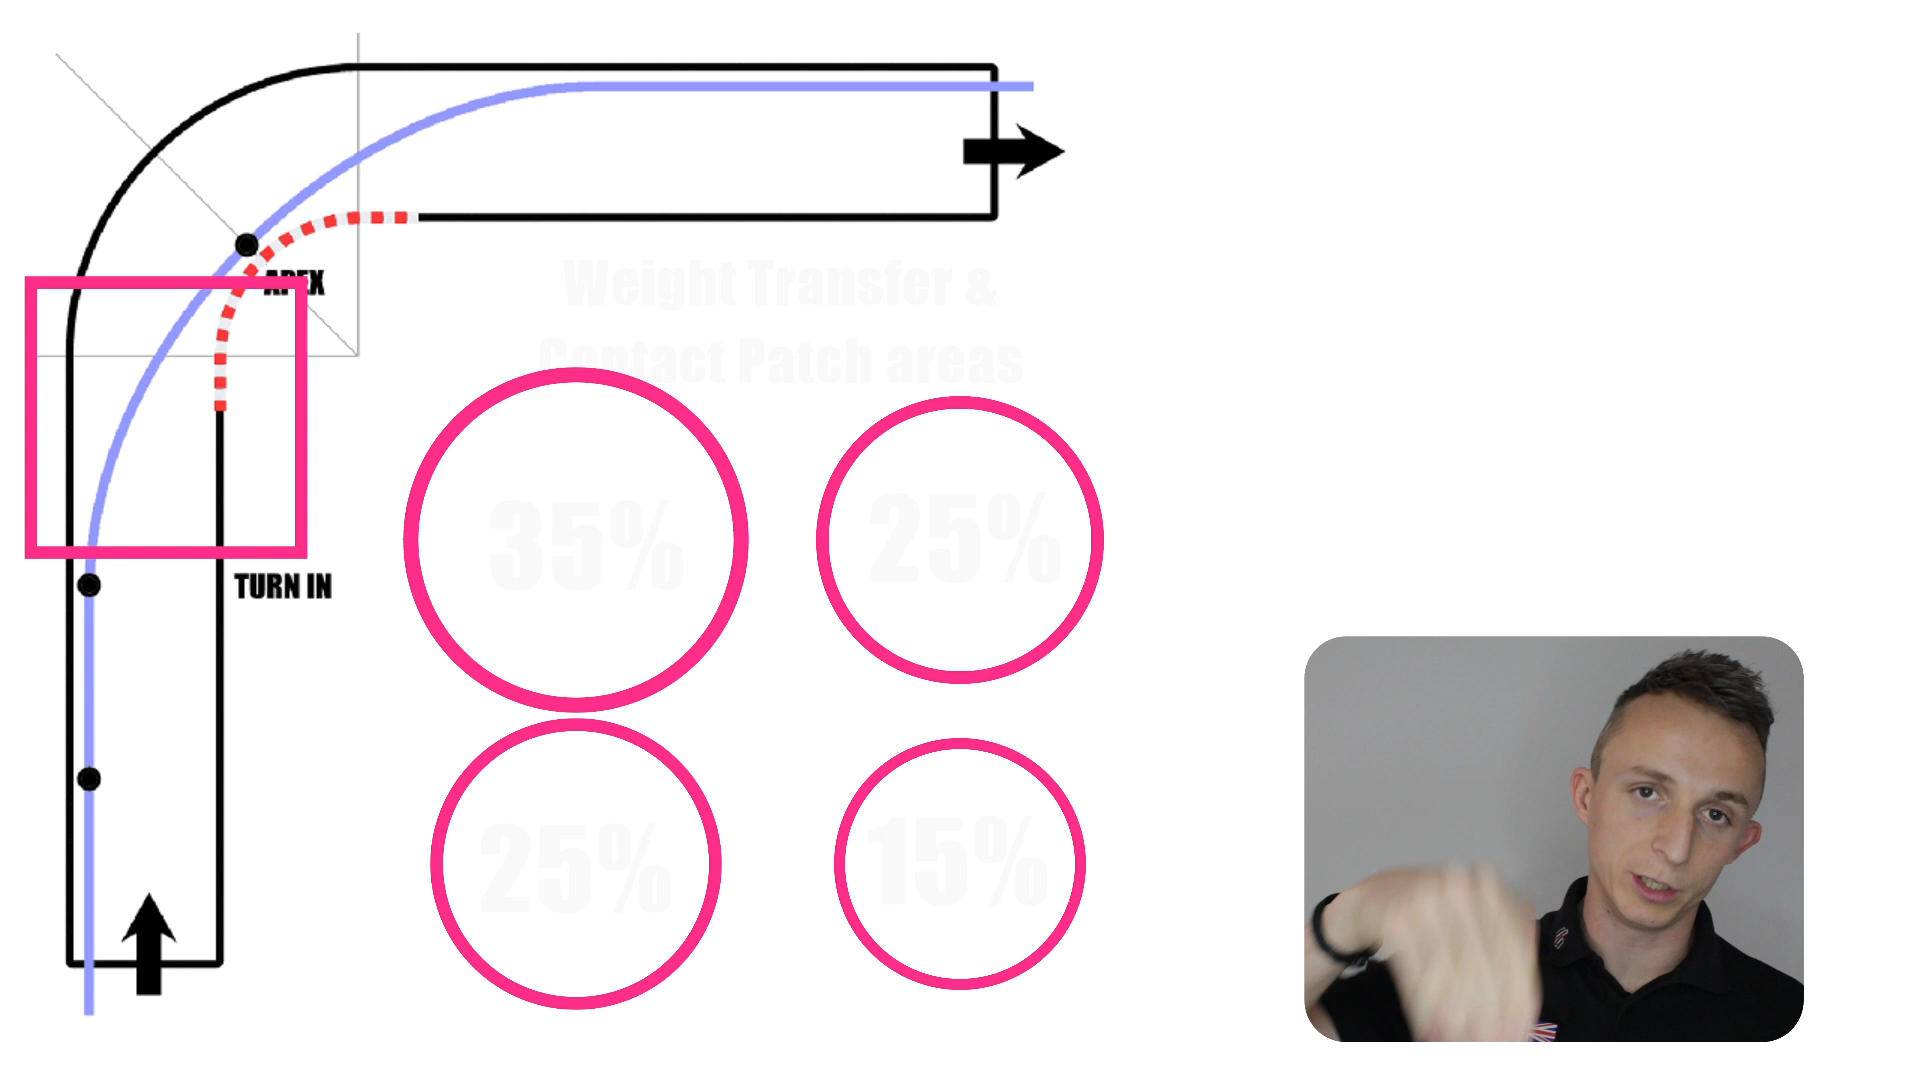 APEX
Weight Transfer &
Contact Patch areas
35%
25%
TURN IN
25%
15%